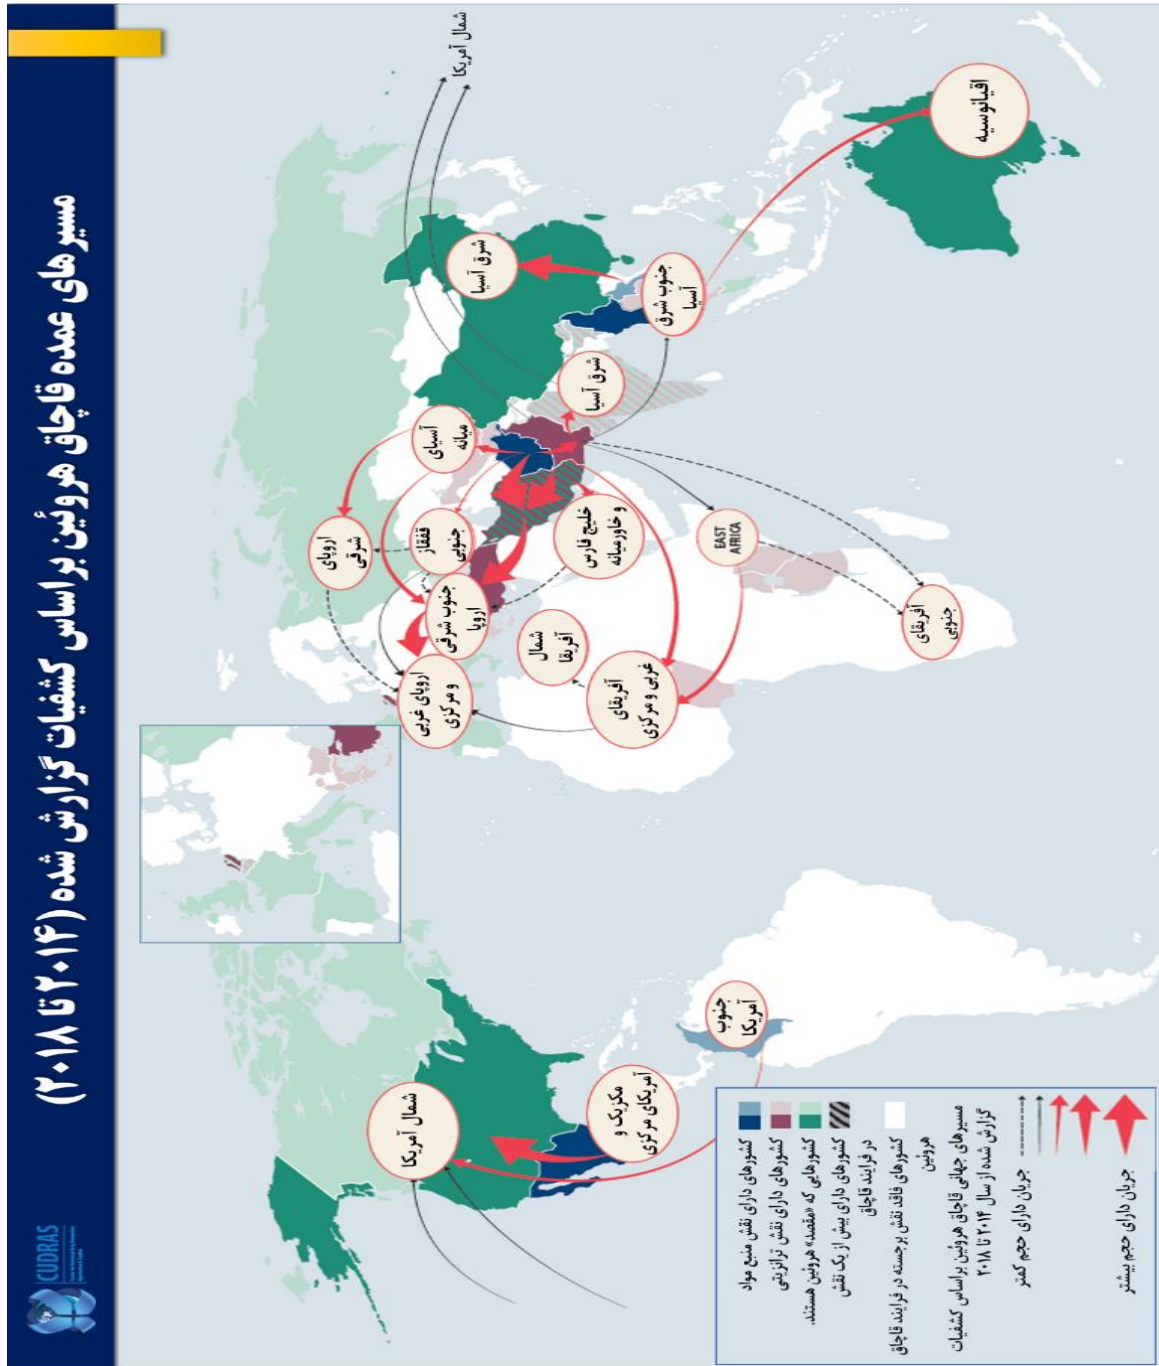 مسیرهای عمده قاچاق هروئین براساس کشفیات گزارش شده (۲۰۱۴ تا ۲۰۱۸)
CUDRAS
شمال آمریکا
شمال آمریکا
مکزیک و
آمریکای مرکزی
جنوب
آمریکا
اروپای غربی
و مرکزی
جنوب شرقی
اروپا
اروپای
شرقی
قفقاز
جنوبی
آسیای
میانه
شرق آسیا
شرق آسیا
جنوب شرق
آسیا
اقیانوسیه
خلیج فارس
و خاورمیانه
شمال
آفریقا
آفریقای
غربی و مرکزی
EAST
AFRICA
آفریقای
جنوبی
کشورهای دارای نقش منبع مواد
کشورهای دارای نقش ترانزیتی
کشورهایی که «مقصد» هروئین هستند.
کشورهای دارای بیش از یک نقش
در فرایند قاچاق
کشورهای فاقد نقش برجسته در فرایند قاچاق
هروئین
مسیرهای جهانی قاچاق هروئین براساس کشفیات
گزارش شده از سال ۲۰۱۴ تا ۲۰۱۸
جریان دارای حجم کمتر
جریان دارای حجم بیشتر